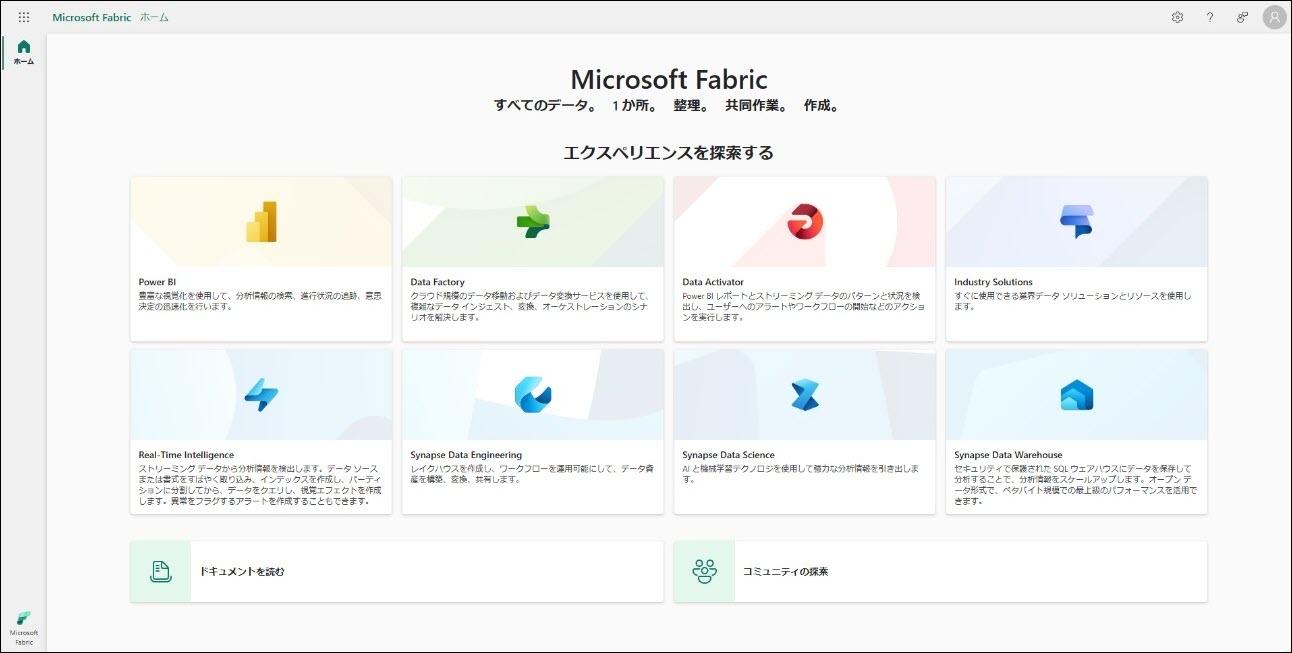 Microsoft Fabric ホーム
ホーム
Microsoft Fabric
すべてのデータ。 1 か所。 整理。 共同作業。 作成。
エクスペリエンスを探索する
Power BI
豊富な視覚化を使用して、分析情報の検索、進行状況の追跡、意思
決定の迅速化を行います。
Data Factory
クラウド規模のデータ移動およびデータ変換サービスを使用して、
複雑なデータ インジェスト、変換、オーケストレーションのシナ
リオを解決します。
Data Activator
Power BI レポートとストリーミング データのパターンと状況を検
出し、ユーザーへのアラートやワークフローの開始などのアクショ
ンを実行します。
Industry Solutions
すぐに使用できる業界データ ソリューションとリソースを使用し
ます。
Real-Time Intelligence
ストリーミング データから分析情報を検出します。データ ソース
または書式をすばやく取り込み、インデックスを作成し、パーティ
ションに分割してから、データをクエリし、視覚エフェクトを作成
します。異常をフラグするアラートを作成することもできます。
Synapse Data Engineering
レイクハウスを作成し、ワークフローを運用可能にして、データ資
産を構築、変換、共有します。
Synapse Data Science
AI と機械学習テクノロジを使用して強力な分析情報を引き出しま
す。
Synapse Data Warehouse
セキュリティで保護された SQL ウェアハウスにデータを保存して
分析することで、分析情報をスケールアップします。オープン デ
ータ形式で、ペタバイト規模での最上級のパフォーマンスを活用で
きます。
ドキュメントを読む
コミュニティの探索
Microsoft
Fabric